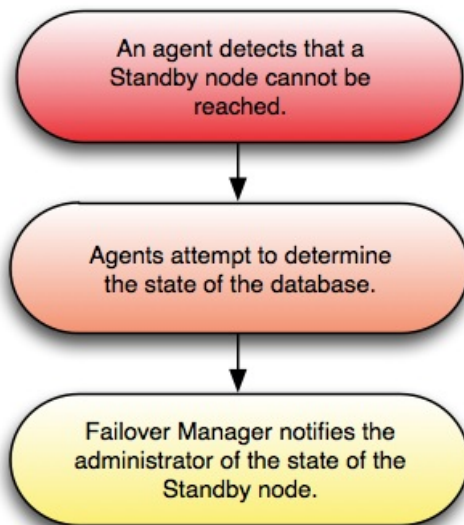 An agent detects that a
Standby node cannot be
reached.
Agents attempt to determine
the state of the database.
Failover Manager notifies the
administrator of the state of the
Standby node.